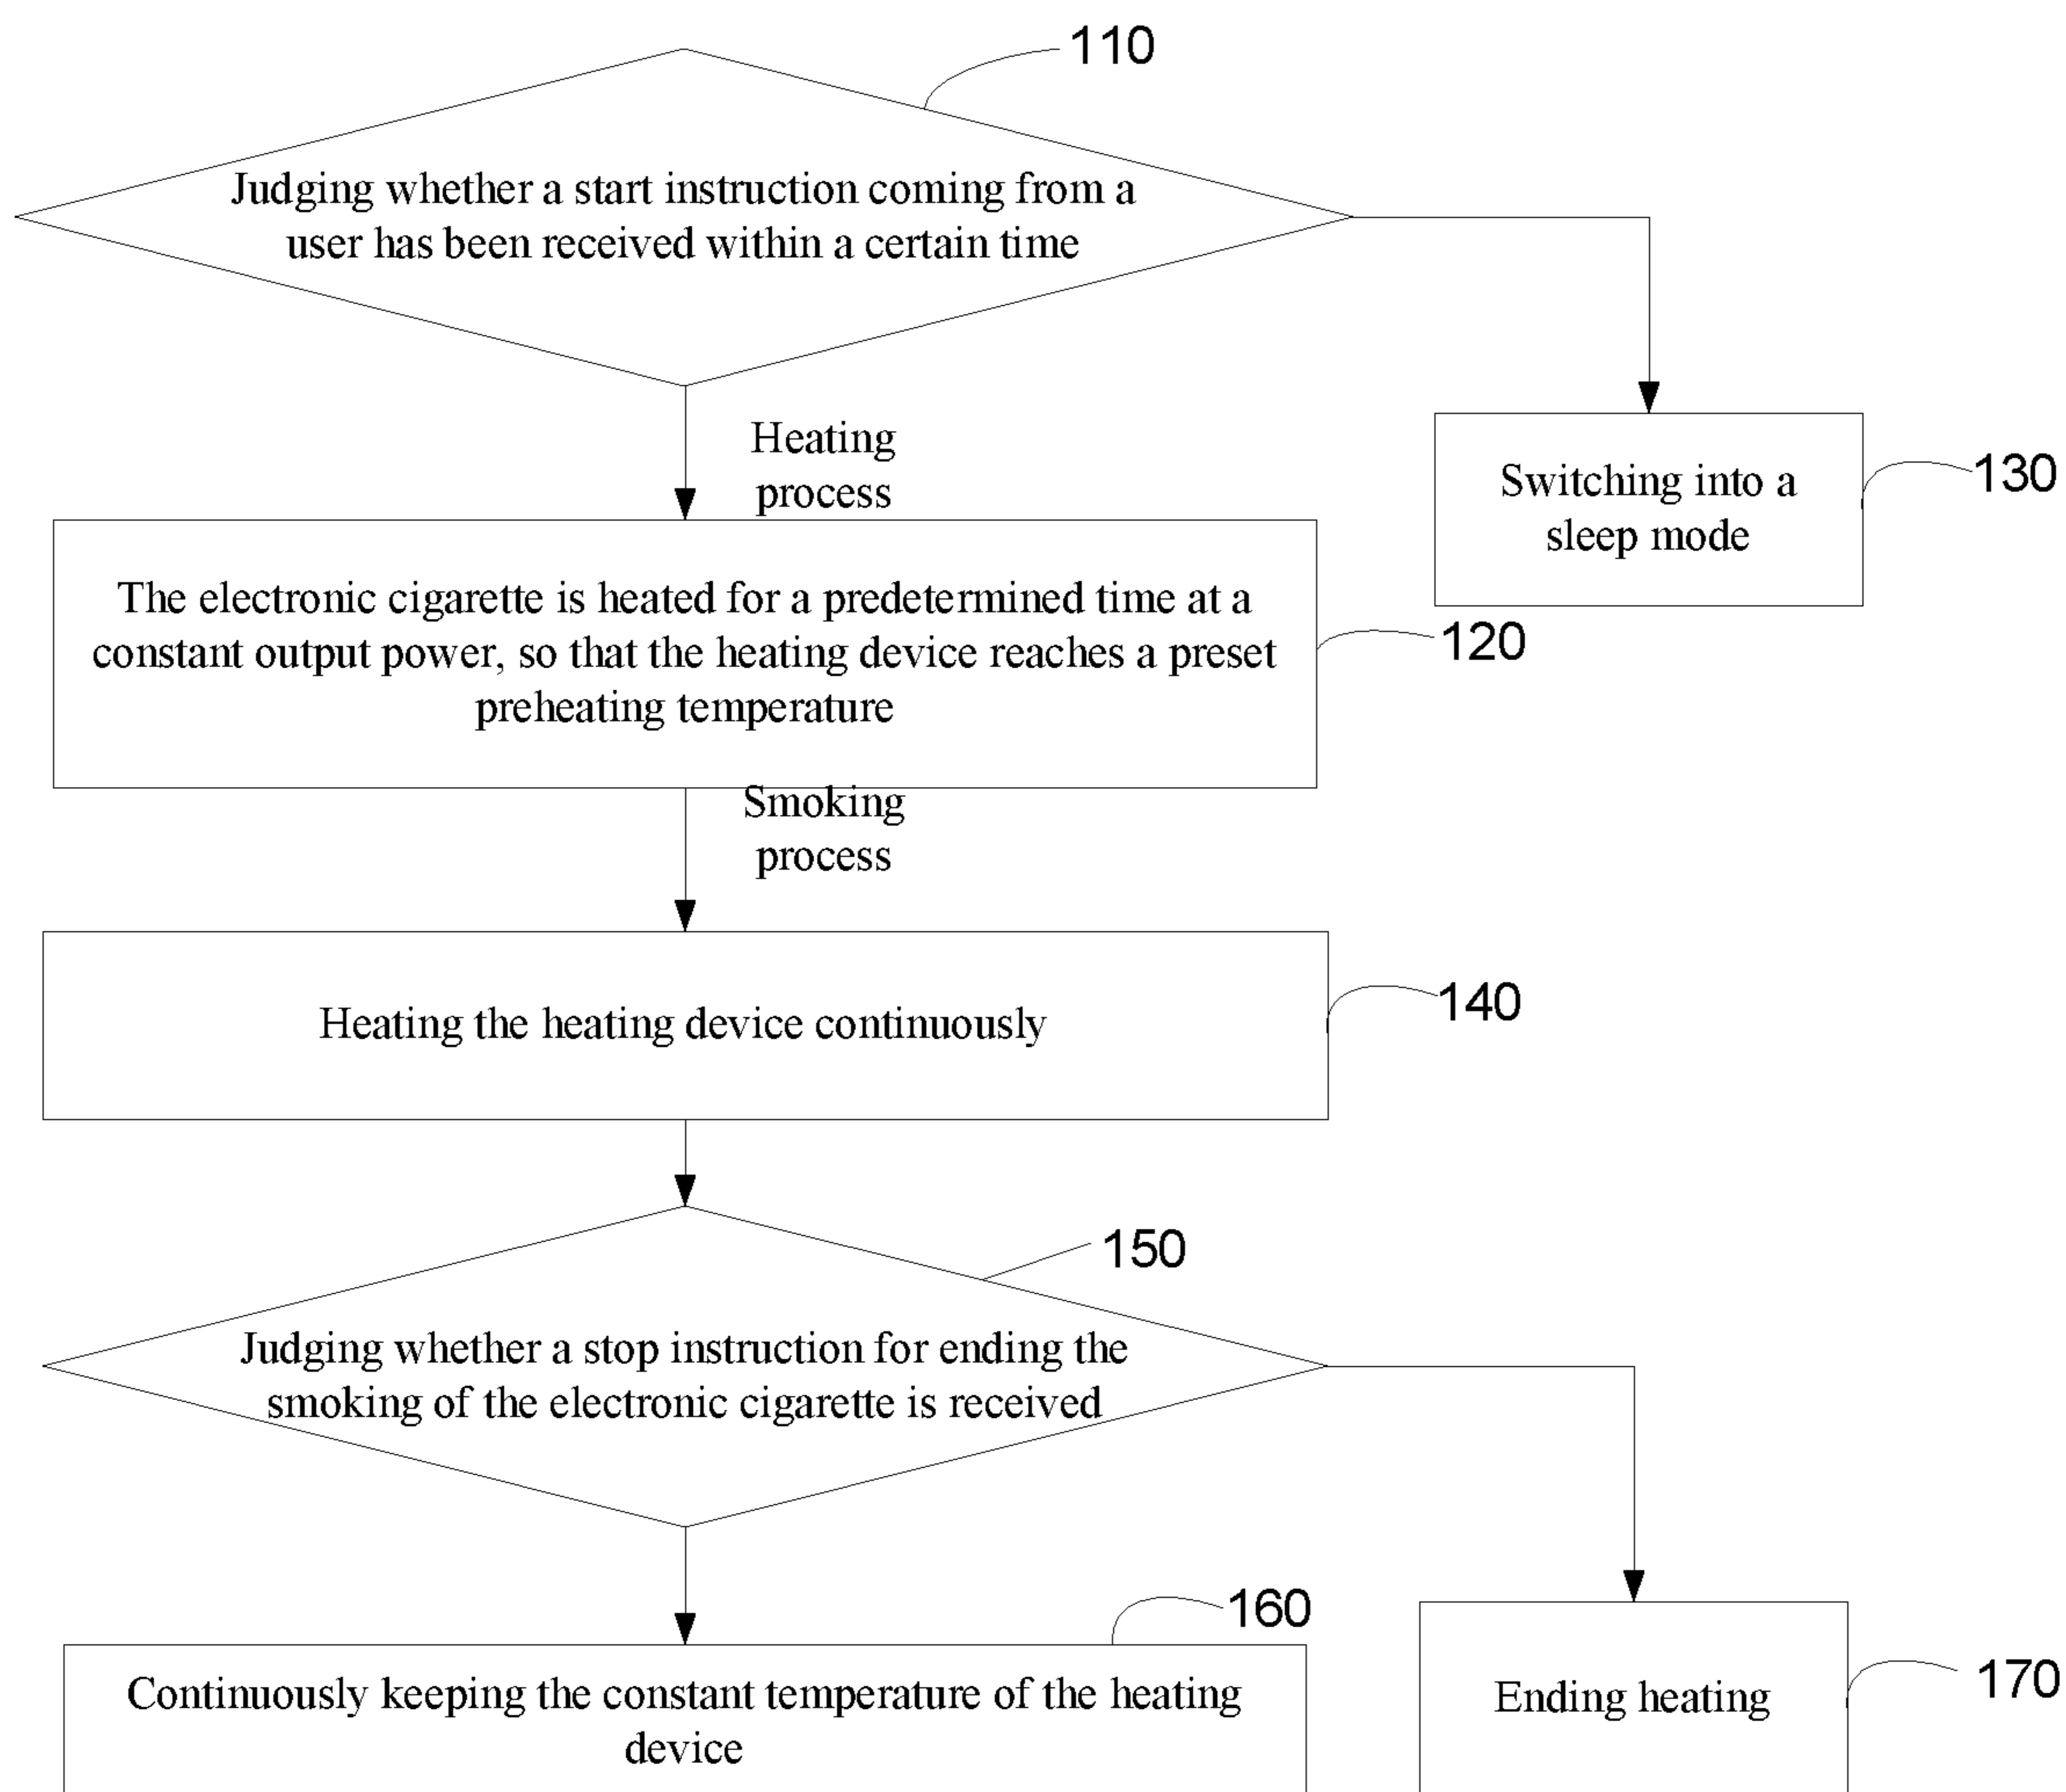 110
Judging whether a start instruction coming from a
user has been received within a certain time
Heating
process
Switching into a
sleep mode
130
The electronic cigarette is heated for a predetermined time at a
constant output power, so that the heating device reaches a preset
preheating temperature
120
Smoking
process
Heating the heating device continuously
140
150
Judging whether a stop instruction for ending the
smoking of the electronic cigarette is received
160
Continuously keeping the constant temperature of the heating
device
Ending heating
170